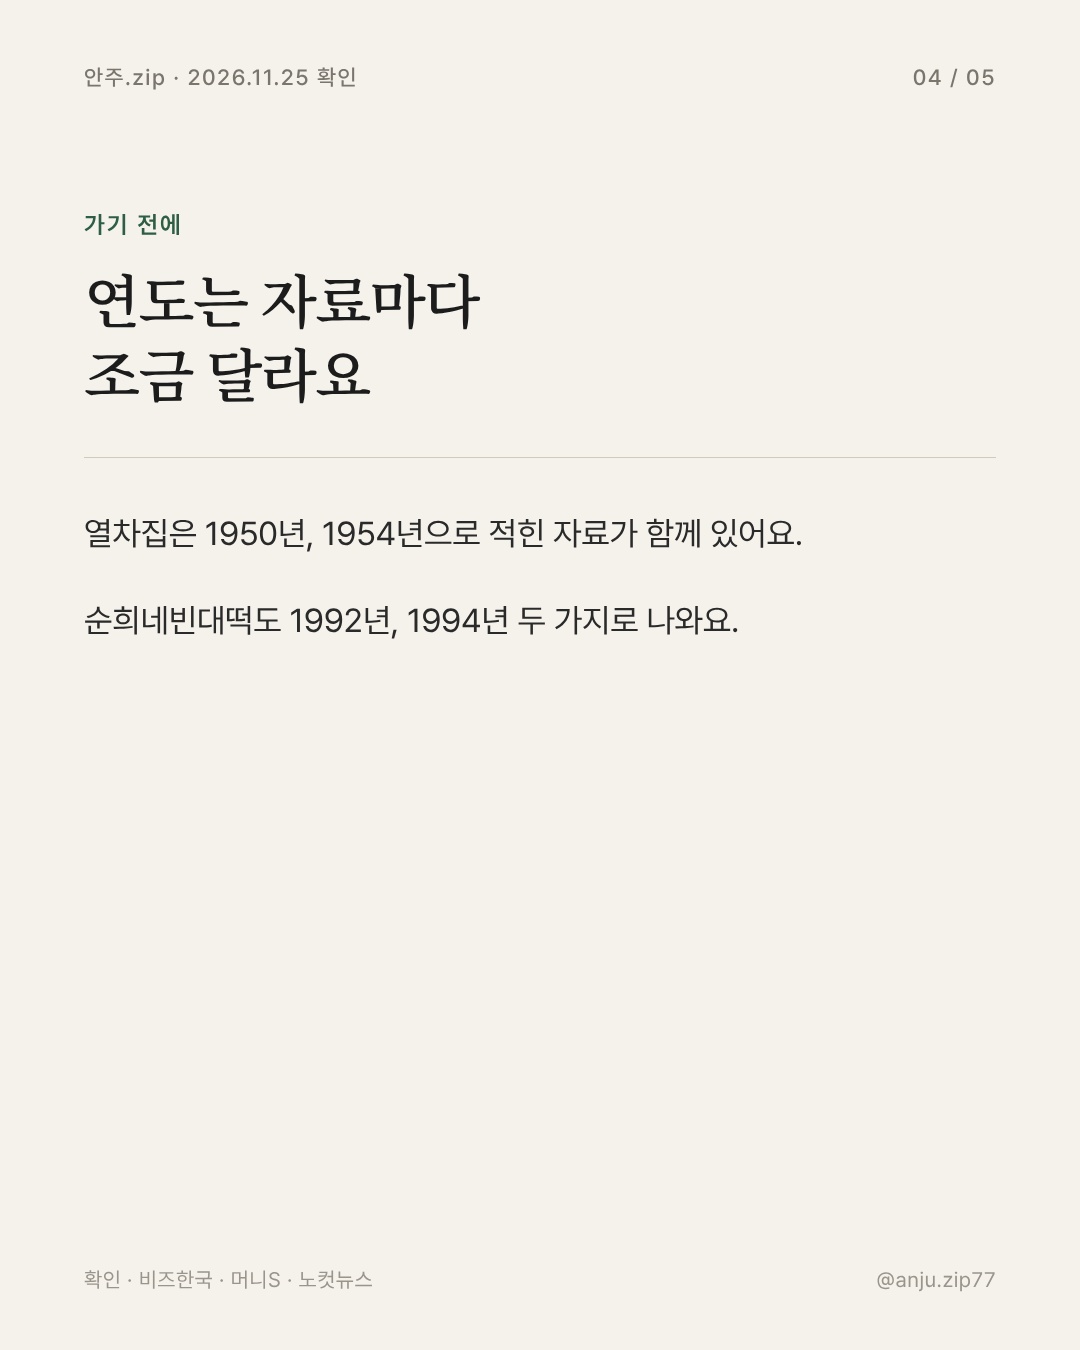 안주.zip · 2026.11.25 확인
04 / 05
가기 전에
연도는 자료마다
조금 달라요
열차집은 1950년, 1954년으로 적힌 자료가 함께 있어요.
순희네빈대떡도 1992년, 1994년 두 가지로 나와요.
확인 · 비즈한국 · 머니S · 노컷뉴스
@anju.zip77